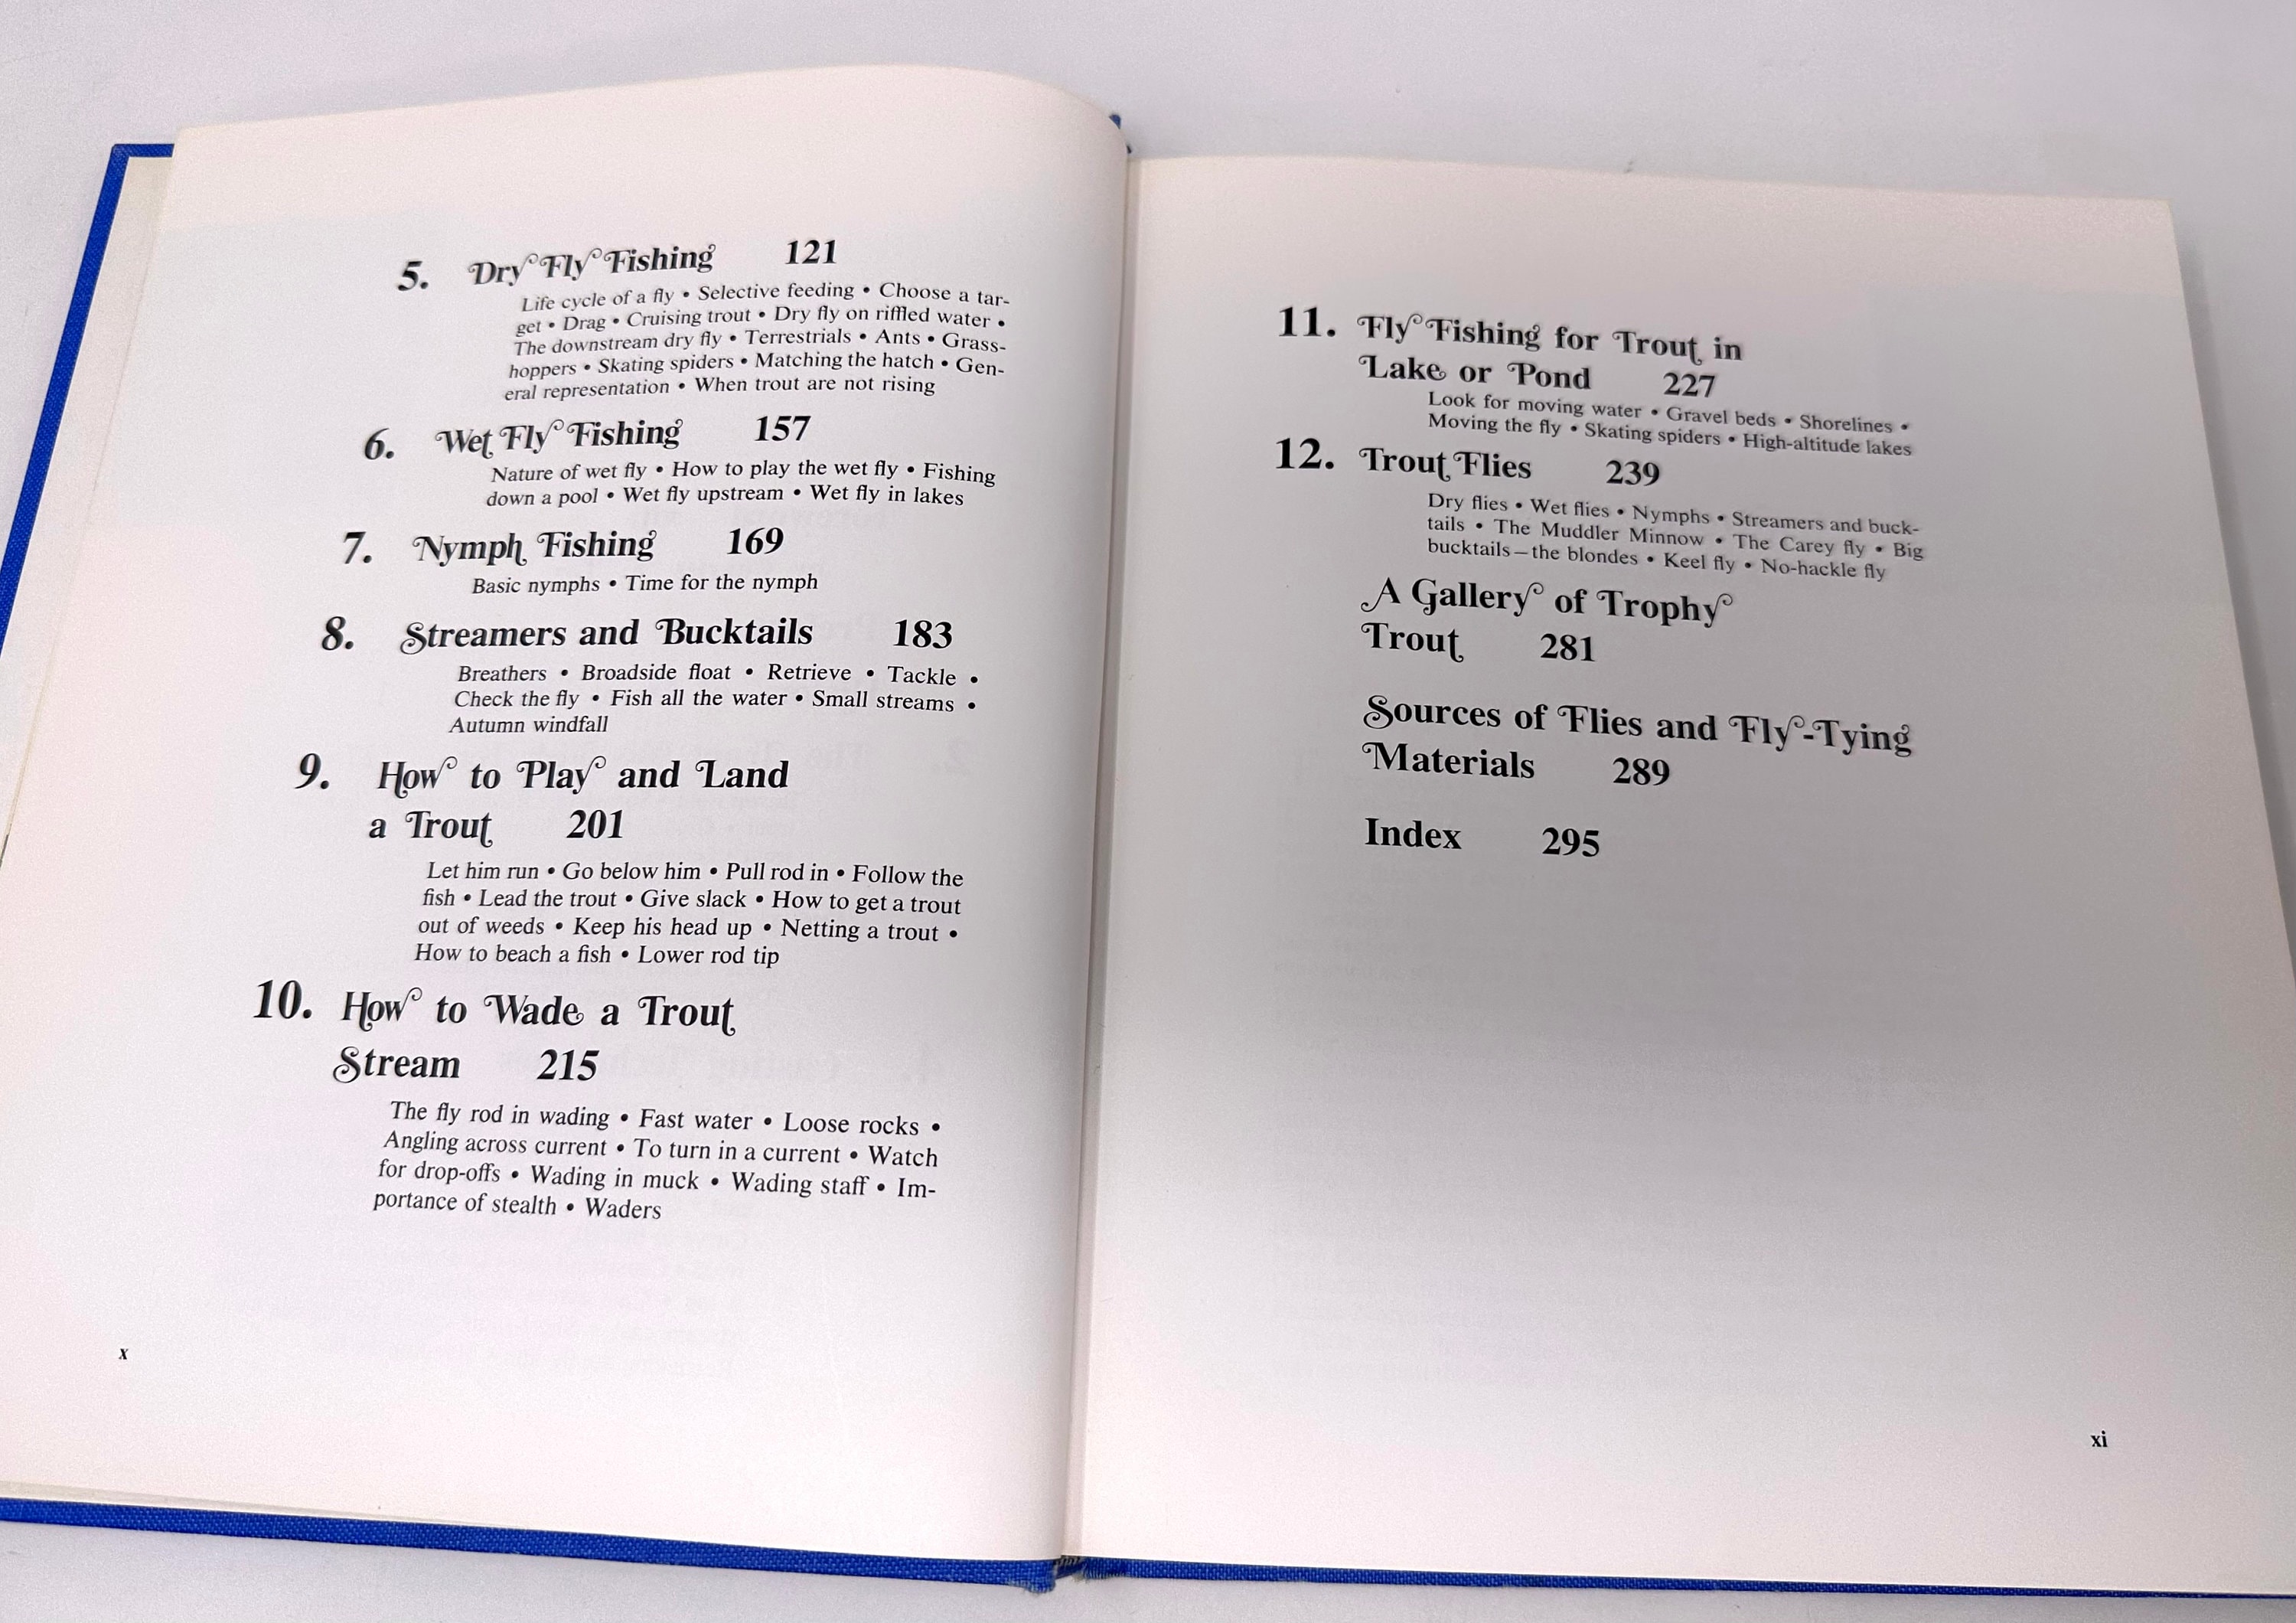 5. Dry Fly Fishing 121
Life cycle of a fly • Selective feeding • Choose a tar-
get • Drag • Cruising trout • Dry fly on riffled water •
The downstream dry fly • Terrestrials • Ants • Grass-
hoppers • Skating spiders • Matching the hatch • Gen-
eral representation • When trout are not rising
6. Wet Fly Fishing 157
Nature of wet fly • How to play the wet fly • Fishing
down a pool • Wet fly upstream • Wet fly in lakes
7. Nymph Fishing 169
Basic nymphs • Time for the nymph
8. Streamers and Bucktails 183
Breathers • Broadside float • Retrieve • Tackle •
Check the fly • Fish all the water • Small streams •
Autumn windfall
9. How to Play and Land
a Trout 201
Let him run • Go below him • Pull rod in • Follow the
fish • Lead the trout • Give slack • How to get a trout
out of weeds • Keep his head up • Netting a trout •
How to beach a fish • Lower rod tip
10. How to Wade a Trout
Stream 215
The fly rod in wading • Fast water • Loose rocks •
Angling across current • To turn in a current • Watch
for drop-offs • Wading in muck • Wading staff • Im-
portance of stealth • Waders
x
11. Fly Fishing for Trout in
Lake or Pond 227
Look for moving water • Gravel beds • Shorelines •
Moving the fly • Skating spiders • High-altitude lakes
12. Trout Flies 239
Dry flies • Wet flies • Nymphs • Streamers and buck-
tails • The Muddler Minnow • The Carey fly • Big
bucktails—the blondes • Keel fly • No-hackle fly
A Gallery of Trophy
Trout 281
Sources of Flies and Fly-Tying
Materials 289
Index 295
xi